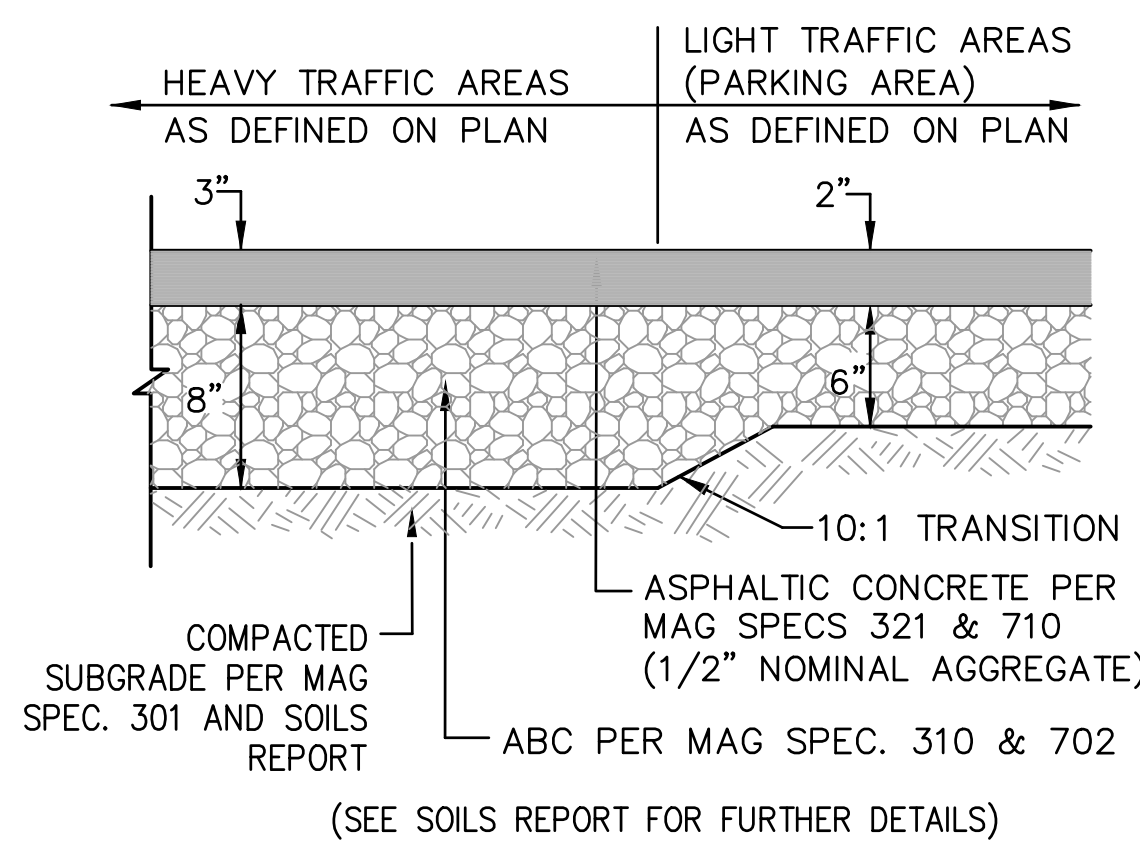 HEAVY TRAFFIC AREAS
AS DEFINED ON PLAN
LIGHT TRAFFIC AREAS
(PARKING AREA)
AS DEFINED ON PLAN
3”
2”
8”
6”
10:1 TRANSITION
ASPHALTIC CONCRETE PER
MAG SPECS 321 & 710
(1/2” NOMINAL AGGREGATE)
COMPACTED
SUBGRADE PER MAG
SPEC. 301 AND SOILS
REPORT
ABC PER MAG SPEC. 310 & 702
(SEE SOILS REPORT FOR FURTHER DETAILS)